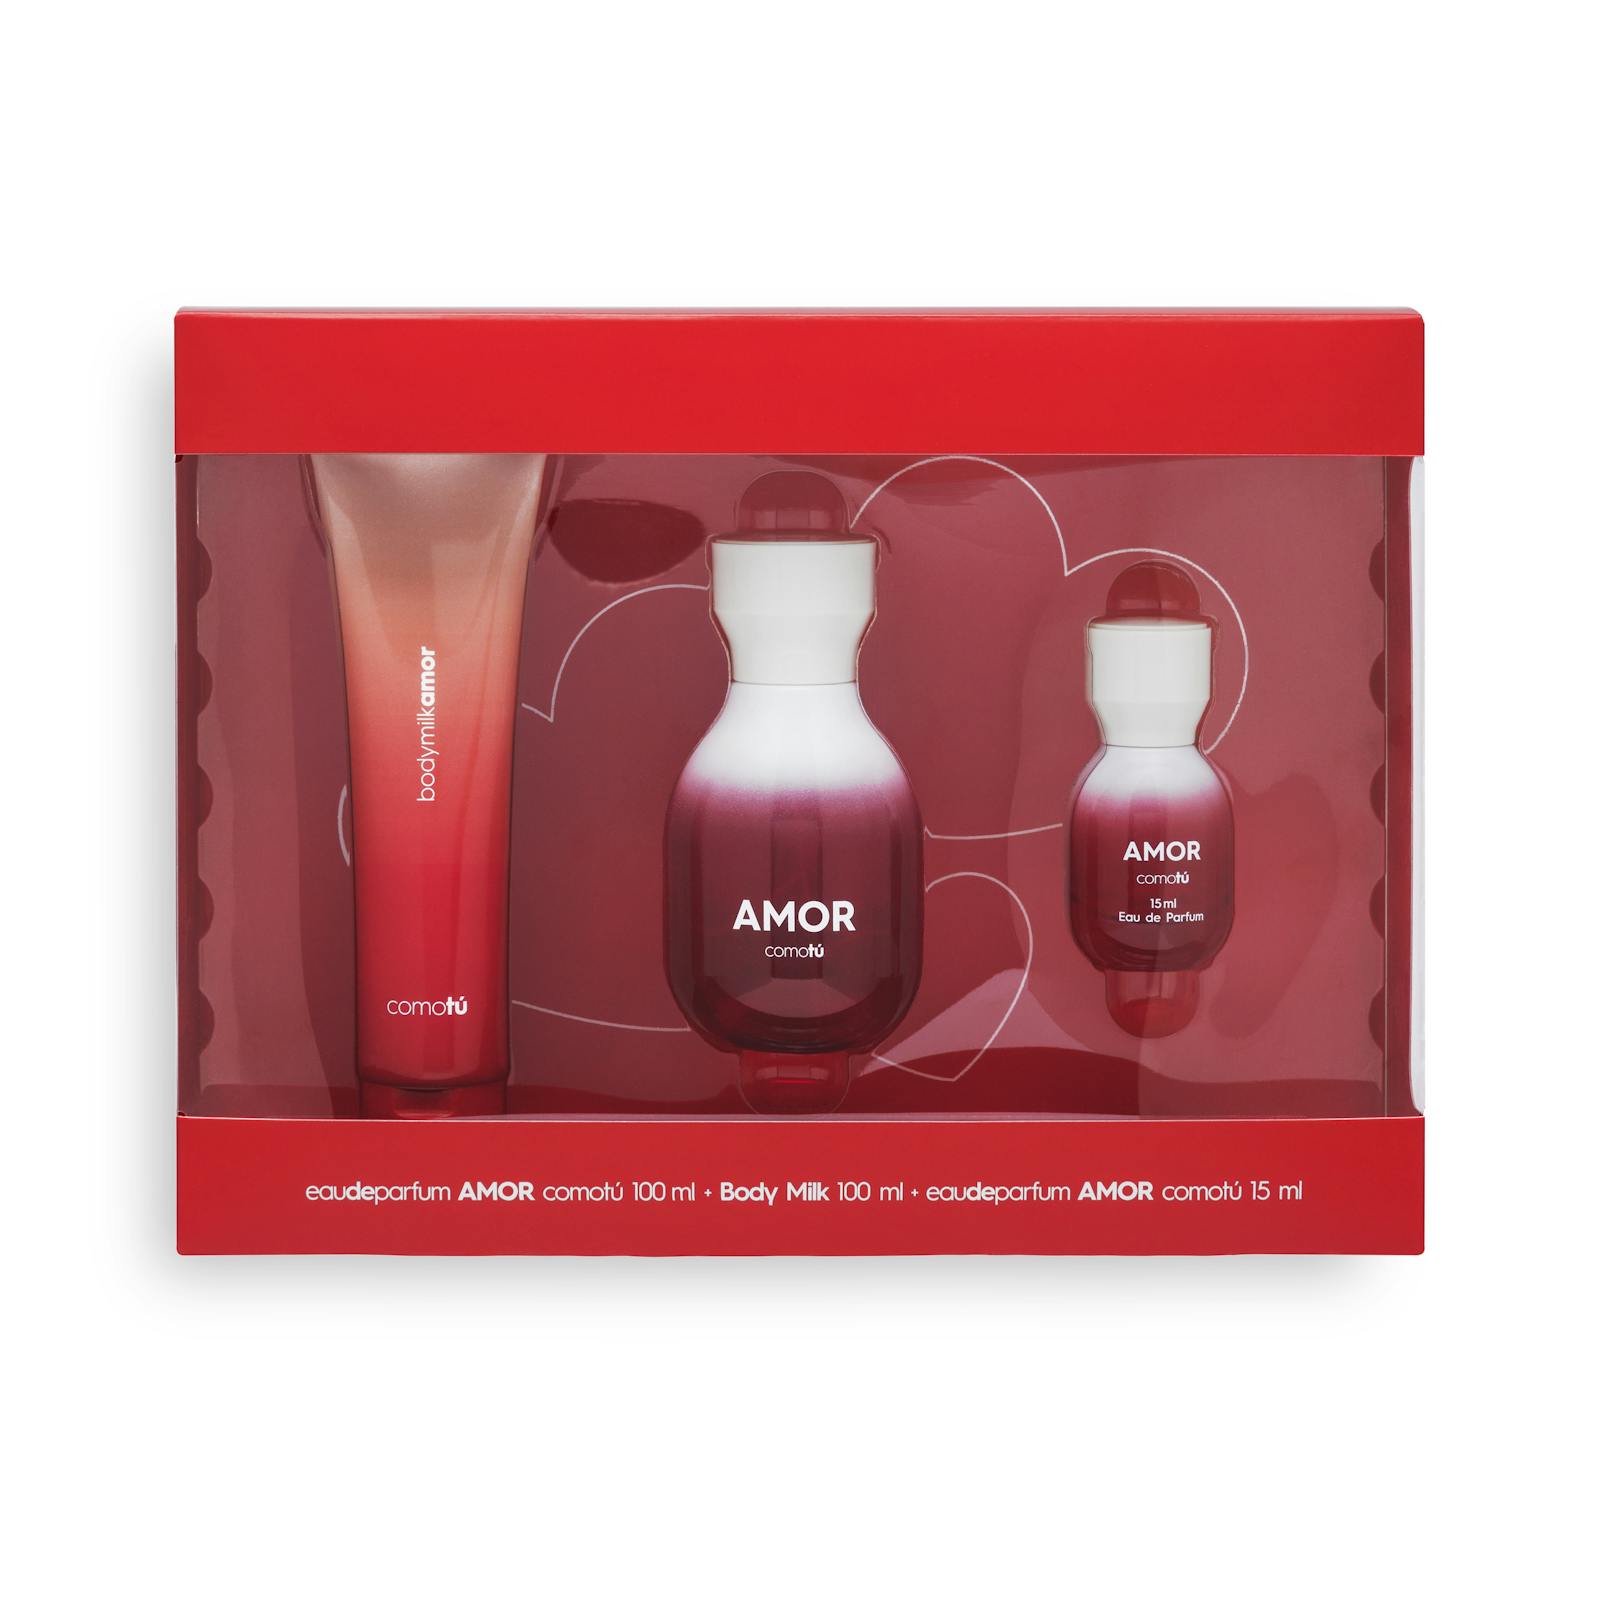 bodymilkamor
comotú
AMOR
comotú
AMOR
comotú
15 ml
Eau de Parfum
eaudeparfum AMOR comotú 100 ml + Body Milk 100 ml + eaudeparfum AMOR comotú 15 ml